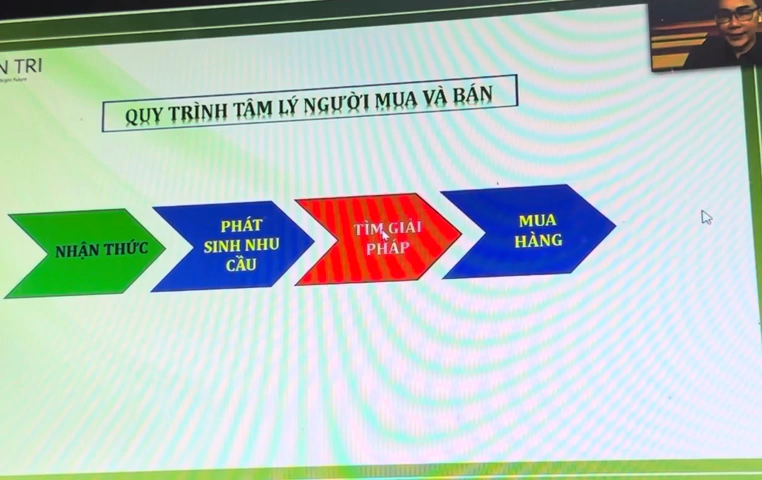 N TRI
QUY TRÌNH TÂM LÝ NGƯỜI MUA VÀ BÁN
NHẬN THỨC
PHÁT
SINH NHU
CẦU
TÌM GIẢI
PHÁP
MUA
HÀNG